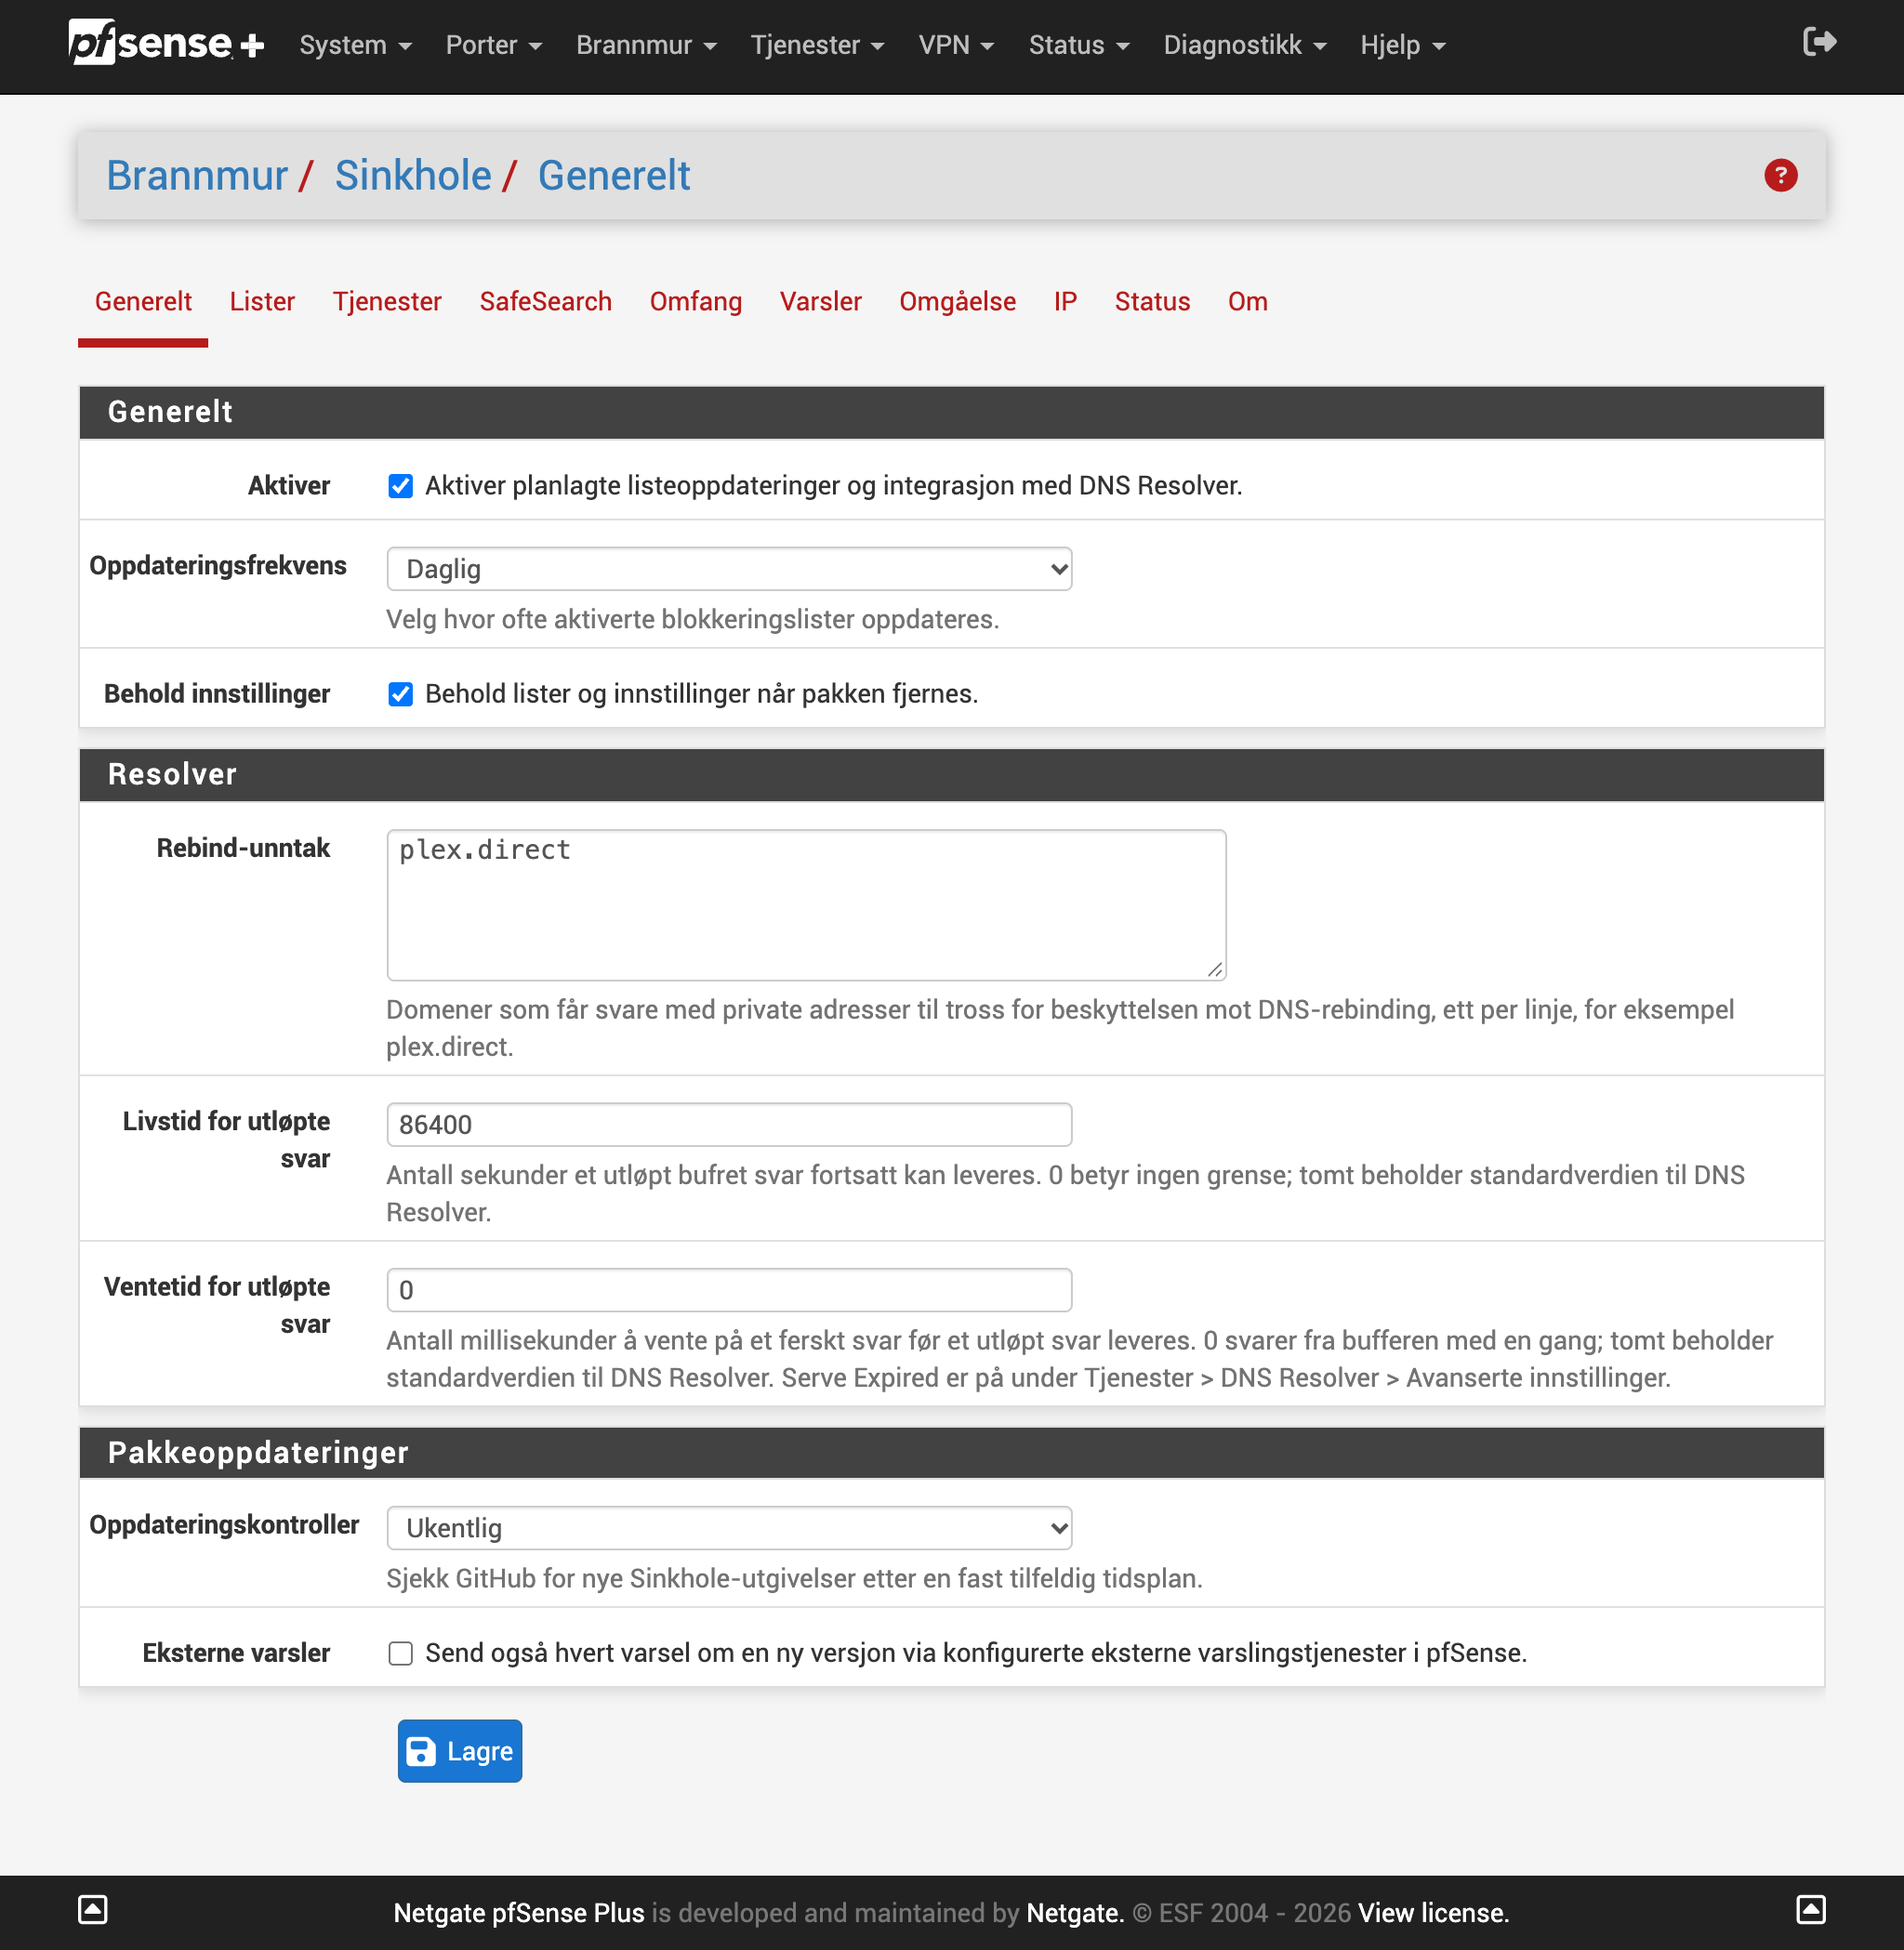 pfsense +
System
Porter
Brannmur
Tjenester
VPN
Status
Diagnostikk
Hjelp
Brannmur / Sinkhole / Generelt
?
Generelt
Lister
Tjenester
SafeSearch
Omfang
Varsler
Omgåelse
IP
Status
Om
Generelt
Aktiver
Aktiver planlagte listeoppdateringer og integrasjon med DNS Resolver.
Oppdateringsfrekvens
Daglig
Velg hvor ofte aktiverte blokkeringslister oppdateres.
Behold innstillinger
Behold lister og innstillinger når pakken fjernes.
Resolver
Rebind-unntak
plex.direct
Domener som får svare med private adresser til tross for beskyttelsen mot DNS-rebinding, ett per linje, for eksempel
plex.direct.
Livstid for utløpte
svar
86400
Antall sekunder et utløpt bufret svar fortsatt kan leveres. 0 betyr ingen grense; tomt beholder standardverdien til DNS
Resolver.
Ventetid for utløpte
svar
0
Antall millisekunder å vente på et ferskt svar før et utløpt svar leveres. 0 svarer fra bufferen med en gang; tomt beholder
standardverdien til DNS Resolver. Serve Expired er på under Tjenester > DNS Resolver > Avanserte innstillinger.
Pakkeoppdateringer
Oppdateringskontroller
Ukentlig
Sjekk GitHub for nye Sinkhole-utgivelser etter en fast tilfeldig tidsplan.
Eksterne varsler
Send også hvert varsel om en ny versjon via konfigurerte eksterne varslingstjenester i pfSense.
Lagre
Netgate pfSense Plus is developed and maintained by Netgate. © ESF 2004 - 2026 View license.